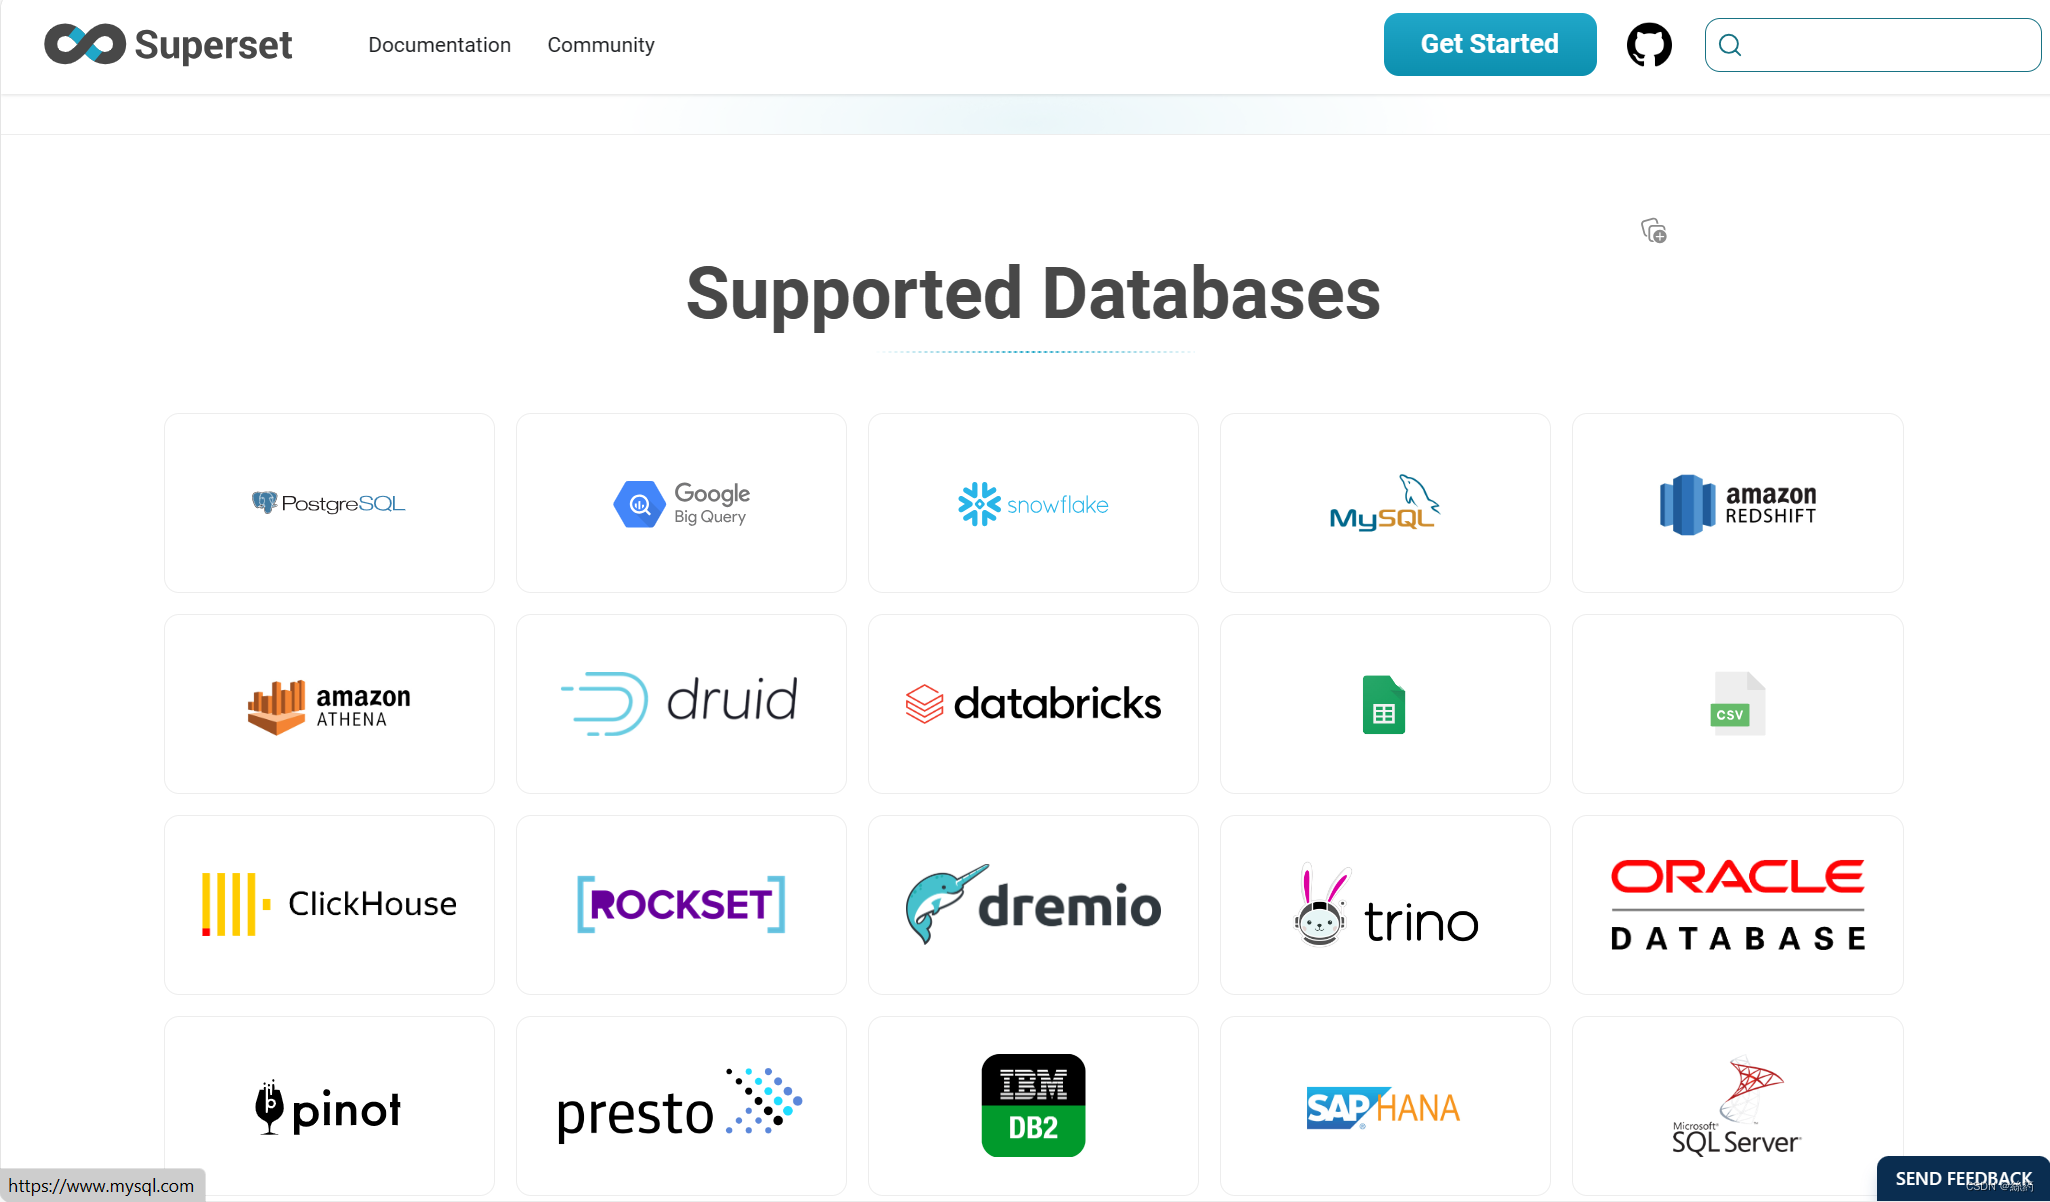 Superset
Documentation
Community
Get Started
Supported Databases
PostgreSQL
Google
Big Query
snowflake
MySQL
amazon
REDSHIFT
amazon
ATHENA
druid
databricks
CSV
ClickHouse
[ROCKSET]
dremio
trino
ORACLE
DATABASE
pinot
presto
IBM
DB2
SAP HANA
Microsoft®
SQL Server
https://www.mysql.com
SEND FEEDBACK